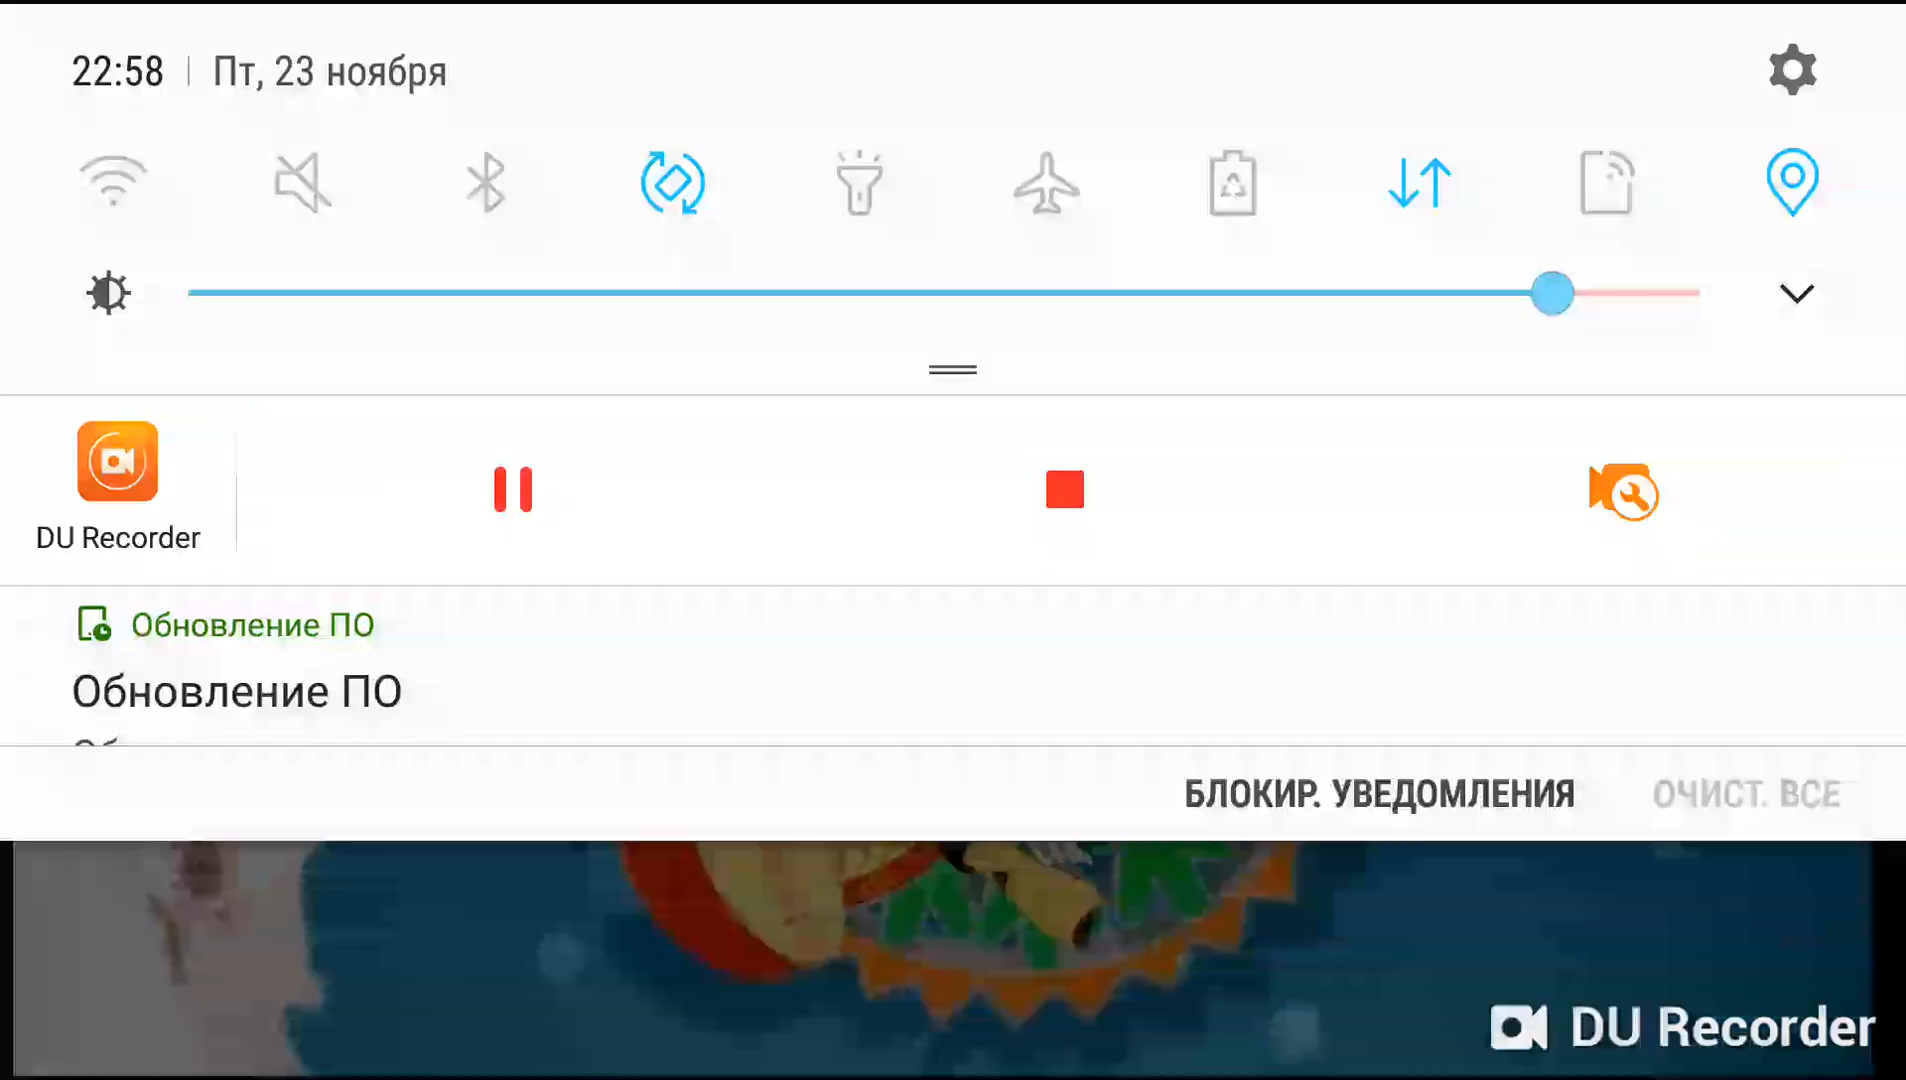 22:58 | Пт, 23 ноября
DU Recorder
Обновление ПО
Обновление ПО
БЛОКИР. УВЕДОМЛЕНИЯ ОЧИСТ. ВСЕ
DU Recorder